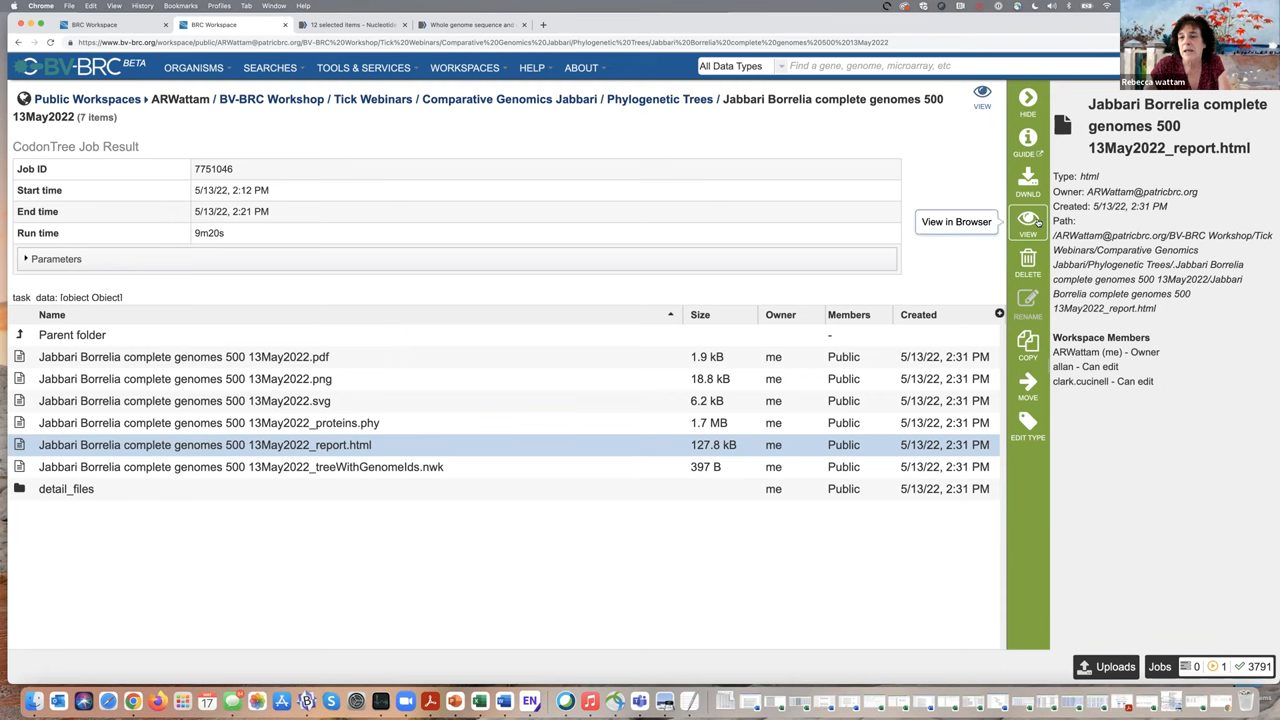 Chrome File Edit View History Bookmarks Profiles Tab Window Help
BRC Workspace
BRC Workspace
12 selected items - Nucleotide
Whole genome sequence and
https://www.bv-brc.org/workspace/public/ARWattam@patricbrc.org/BV-BRC%20Workshop/Tick%20Webinars/Comparative%20Genomics%20Jabbari/Phylogenetic%20Trees/Jabbari%20Borrelia%20complete%20genomes%20500%2013May2022
BV-BRC BETA
ORGANISMS SEARCHES TOOLS & SERVICES WORKSPACES HELP ABOUT
All Data Types Find a gene, genome, microarray, etc
Rebecca wattam
Public Workspaces ARWattam / BV-BRC Workshop / Tick Webinars / Comparative Genomics Jabbari / Phylogenetic Trees / Jabbari Borrelia complete genomes 500
13May2022 (7 items)
VIEW
CodonTree Job Result
Job ID 7751046
Start time 5/13/22, 2:12 PM
End time 5/13/22, 2:21 PM
Run time 9m20s
Parameters
task_data: [object Object]
Name Size Owner Members Created
Parent folder -
Jabbari Borrelia complete genomes 500 13May2022.pdf 1.9 kB me Public 5/13/22, 2:31 PM
Jabbari Borrelia complete genomes 500 13May2022.png 18.8 kB me Public 5/13/22, 2:31 PM
Jabbari Borrelia complete genomes 500 13May2022.svg 6.2 kB me Public 5/13/22, 2:31 PM
Jabbari Borrelia complete genomes 500 13May2022_proteins.phy 1.7 MB me Public 5/13/22, 2:31 PM
Jabbari Borrelia complete genomes 500 13May2022_report.html 127.8 kB me Public 5/13/22, 2:31 PM
Jabbari Borrelia complete genomes 500 13May2022_treeWithGenomeIds.nwk 397 B me Public 5/13/22, 2:31 PM
detail_files me Public 5/13/22, 2:31 PM
HIDE
GUIDE
DWNLD
View in Browser
VIEW
DELETE
RENAME
COPY
MOVE
EDIT TYPE
Jabbari Borrelia complete
genomes 500
13May2022_report.html
Type: html
Owner: ARWattam@patricbrc.org
Created: 5/13/22, 2:31 PM
Path:
/ARWattam@patricbrc.org/BV-BRC Workshop/Tick
Webinars/Comparative Genomics
Jabbari/Phylogenetic Trees/.Jabbari Borrelia
complete genomes 500 13May2022/Jabbari
Borrelia complete genomes 500
13May2022_report.html
Workspace Members
ARWattam (me) - Owner
allan - Can edit
clark.cucinell - Can edit
Uploads
Jobs 0 1 3791
17
EN